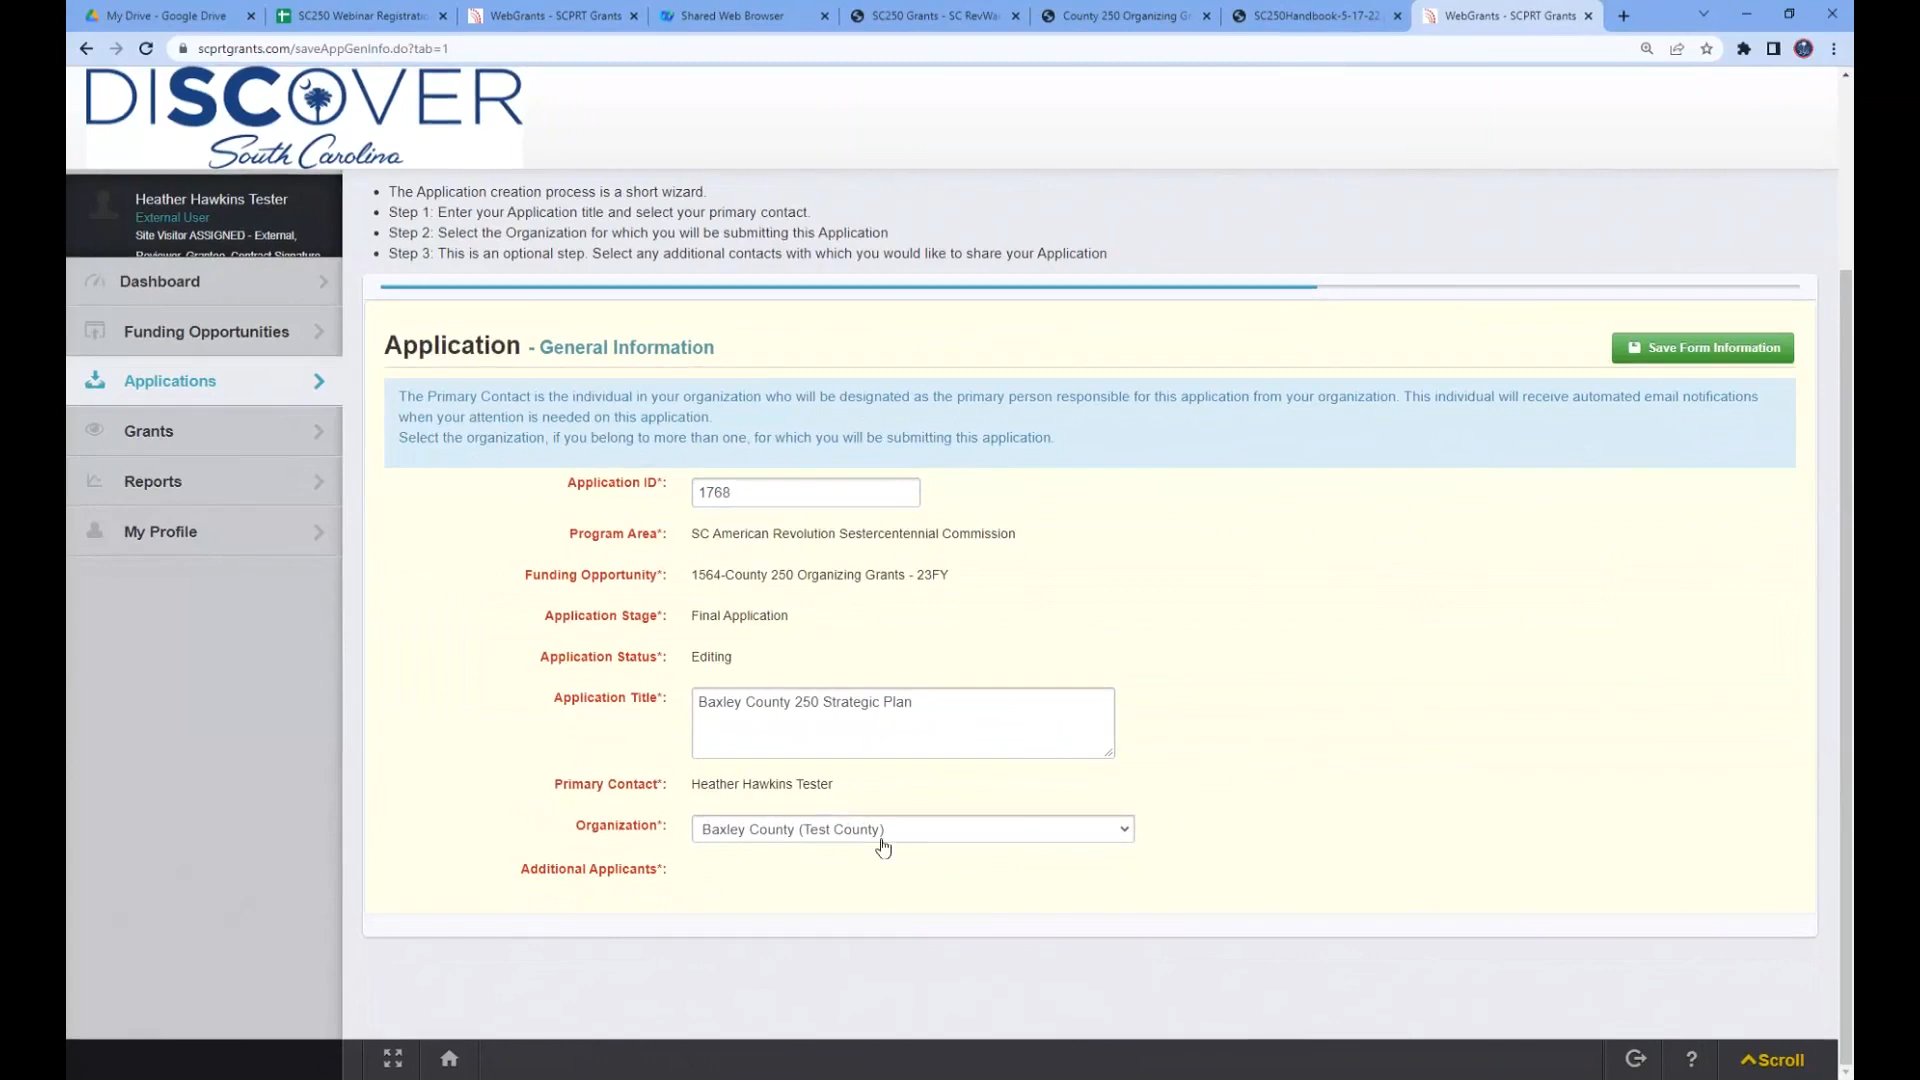 My Drive - Google Drive
SC250 Webinar Registratio
WebGrants - SCPRT Grants
Shared Web Browser
SC250 Grants - SC RevWa
County 250 Organizing Gr
SC250Handbook-5-17-22
WebGrants - SCPRT Grants
scprtgrants.com/saveAppGenInfo.do?tab=1
DISCOVER
South Carolina
Heather Hawkins Tester
External User
Site Visitor ASSIGNED - External,
Reviewer, Grantee, Contract Signature
Dashboard
Funding Opportunities
Applications
Grants
Reports
My Profile
• The Application creation process is a short wizard.
• Step 1: Enter your Application title and select your primary contact.
• Step 2: Select the Organization for which you will be submitting this Application
• Step 3: This is an optional step. Select any additional contacts with which you would like to share your Application
Application - General Information
Save Form Information
The Primary Contact is the individual in your organization who will be designated as the primary person responsible for this application from your organization. This individual will receive automated email notifications
when your attention is needed on this application.
Select the organization, if you belong to more than one, for which you will be submitting this application.
Application ID*: 1768
Program Area*: SC American Revolution Sestercentennial Commission
Funding Opportunity*: 1564-County 250 Organizing Grants - 23FY
Application Stage*: Final Application
Application Status*: Editing
Application Title*: Baxley County 250 Strategic Plan
Primary Contact*: Heather Hawkins Tester
Organization*: Baxley County (Test County)
Additional Applicants*:
? Scroll